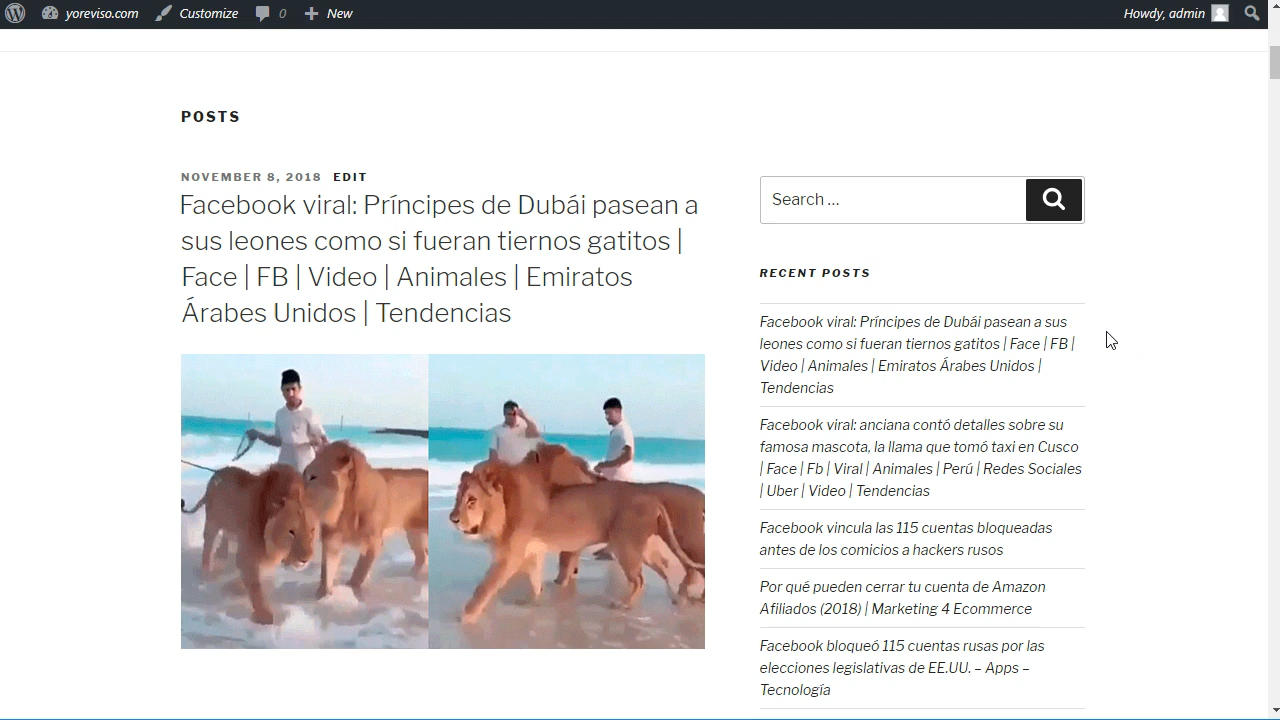 yoreviso.com Customize 0 New Howdy, admin
POSTS
NOVEMBER 8, 2018 EDIT
Facebook viral: Príncipes de Dubái pasean a
sus leones como si fueran tiernos gatitos |
Face | FB | Video | Animales | Emiratos
Árabes Unidos | Tendencias
Search …
RECENT POSTS
Facebook viral: Príncipes de Dubái pasean a sus
leones como si fueran tiernos gatitos | Face | FB |
Video | Animales | Emiratos Árabes Unidos |
Tendencias
Facebook viral: anciana contó detalles sobre su
famosa mascota, la llama que tomó taxi en Cusco
| Face | Fb | Viral | Animales | Perú | Redes Sociales
| Uber | Video | Tendencias
Facebook vincula las 115 cuentas bloqueadas
antes de los comicios a hackers rusos
Por qué pueden cerrar tu cuenta de Amazon
Afiliados (2018) | Marketing 4 Ecommerce
Facebook bloqueó 115 cuentas rusas por las
elecciones legislativas de EE.UU. – Apps –
Tecnología